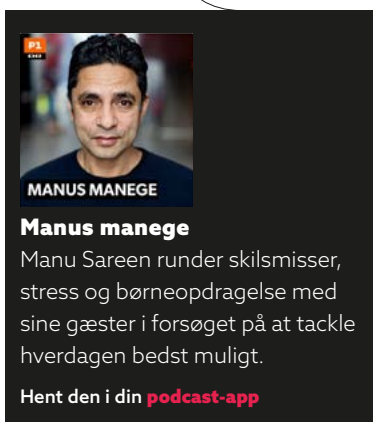 P1
DR
MANUS MANEGE
Manus manege
Manu Sareen runder skilsmisser,
stress og børneopdragelse med
sine gæster i forsøget på at tackle
hverdagen bedst muligt.
Hent den i din podcast-app